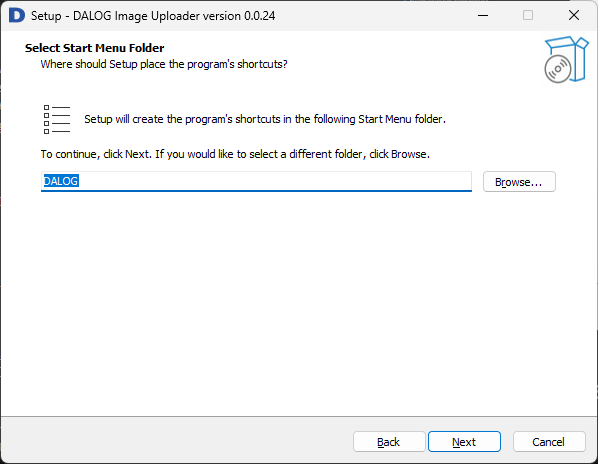 D Setup - DALOG Image Uploader version 0.0.24
Select Start Menu Folder
Where should Setup place the program's shortcuts?
Setup will create the program's shortcuts in the following Start Menu folder.
To continue, click Next. If you would like to select a different folder, click Browse.
DALOG Browse...
Back Next Cancel